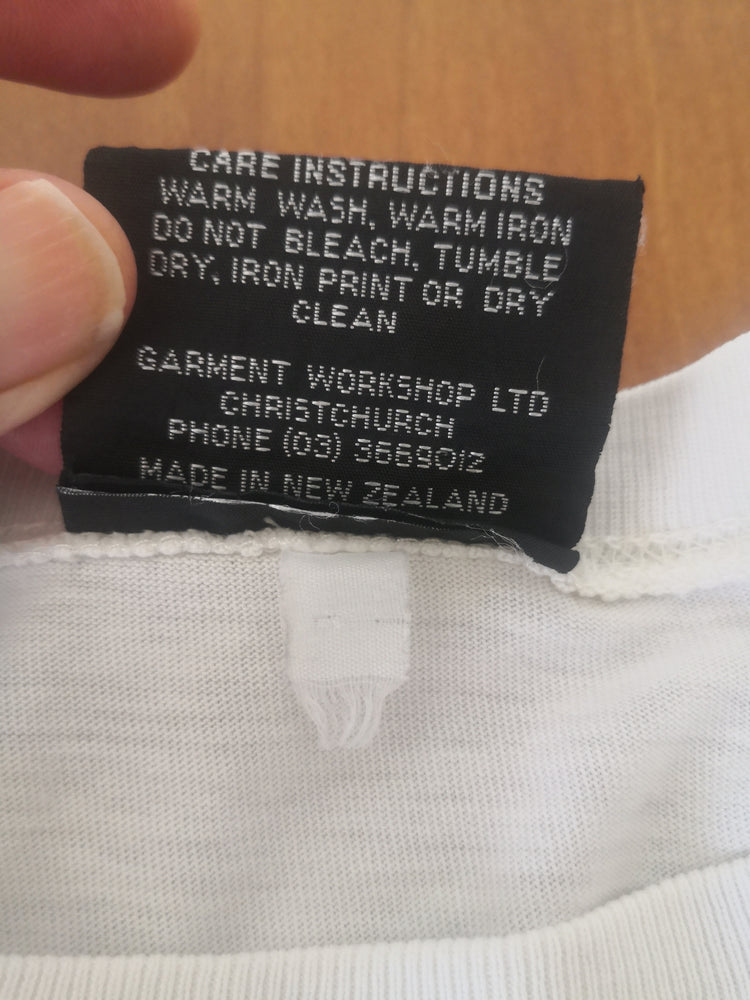 CARE INSTRUCTIONS
WARM WASH, WARM IRON
DO NOT BLEACH, TUMBLE
DRY, IRON PRINT OR DRY
CLEAN
GARMENT WORKSHOP LTD
CHRISTCHURCH
PHONE (03) 3669012
MADE IN NEW ZEALAND